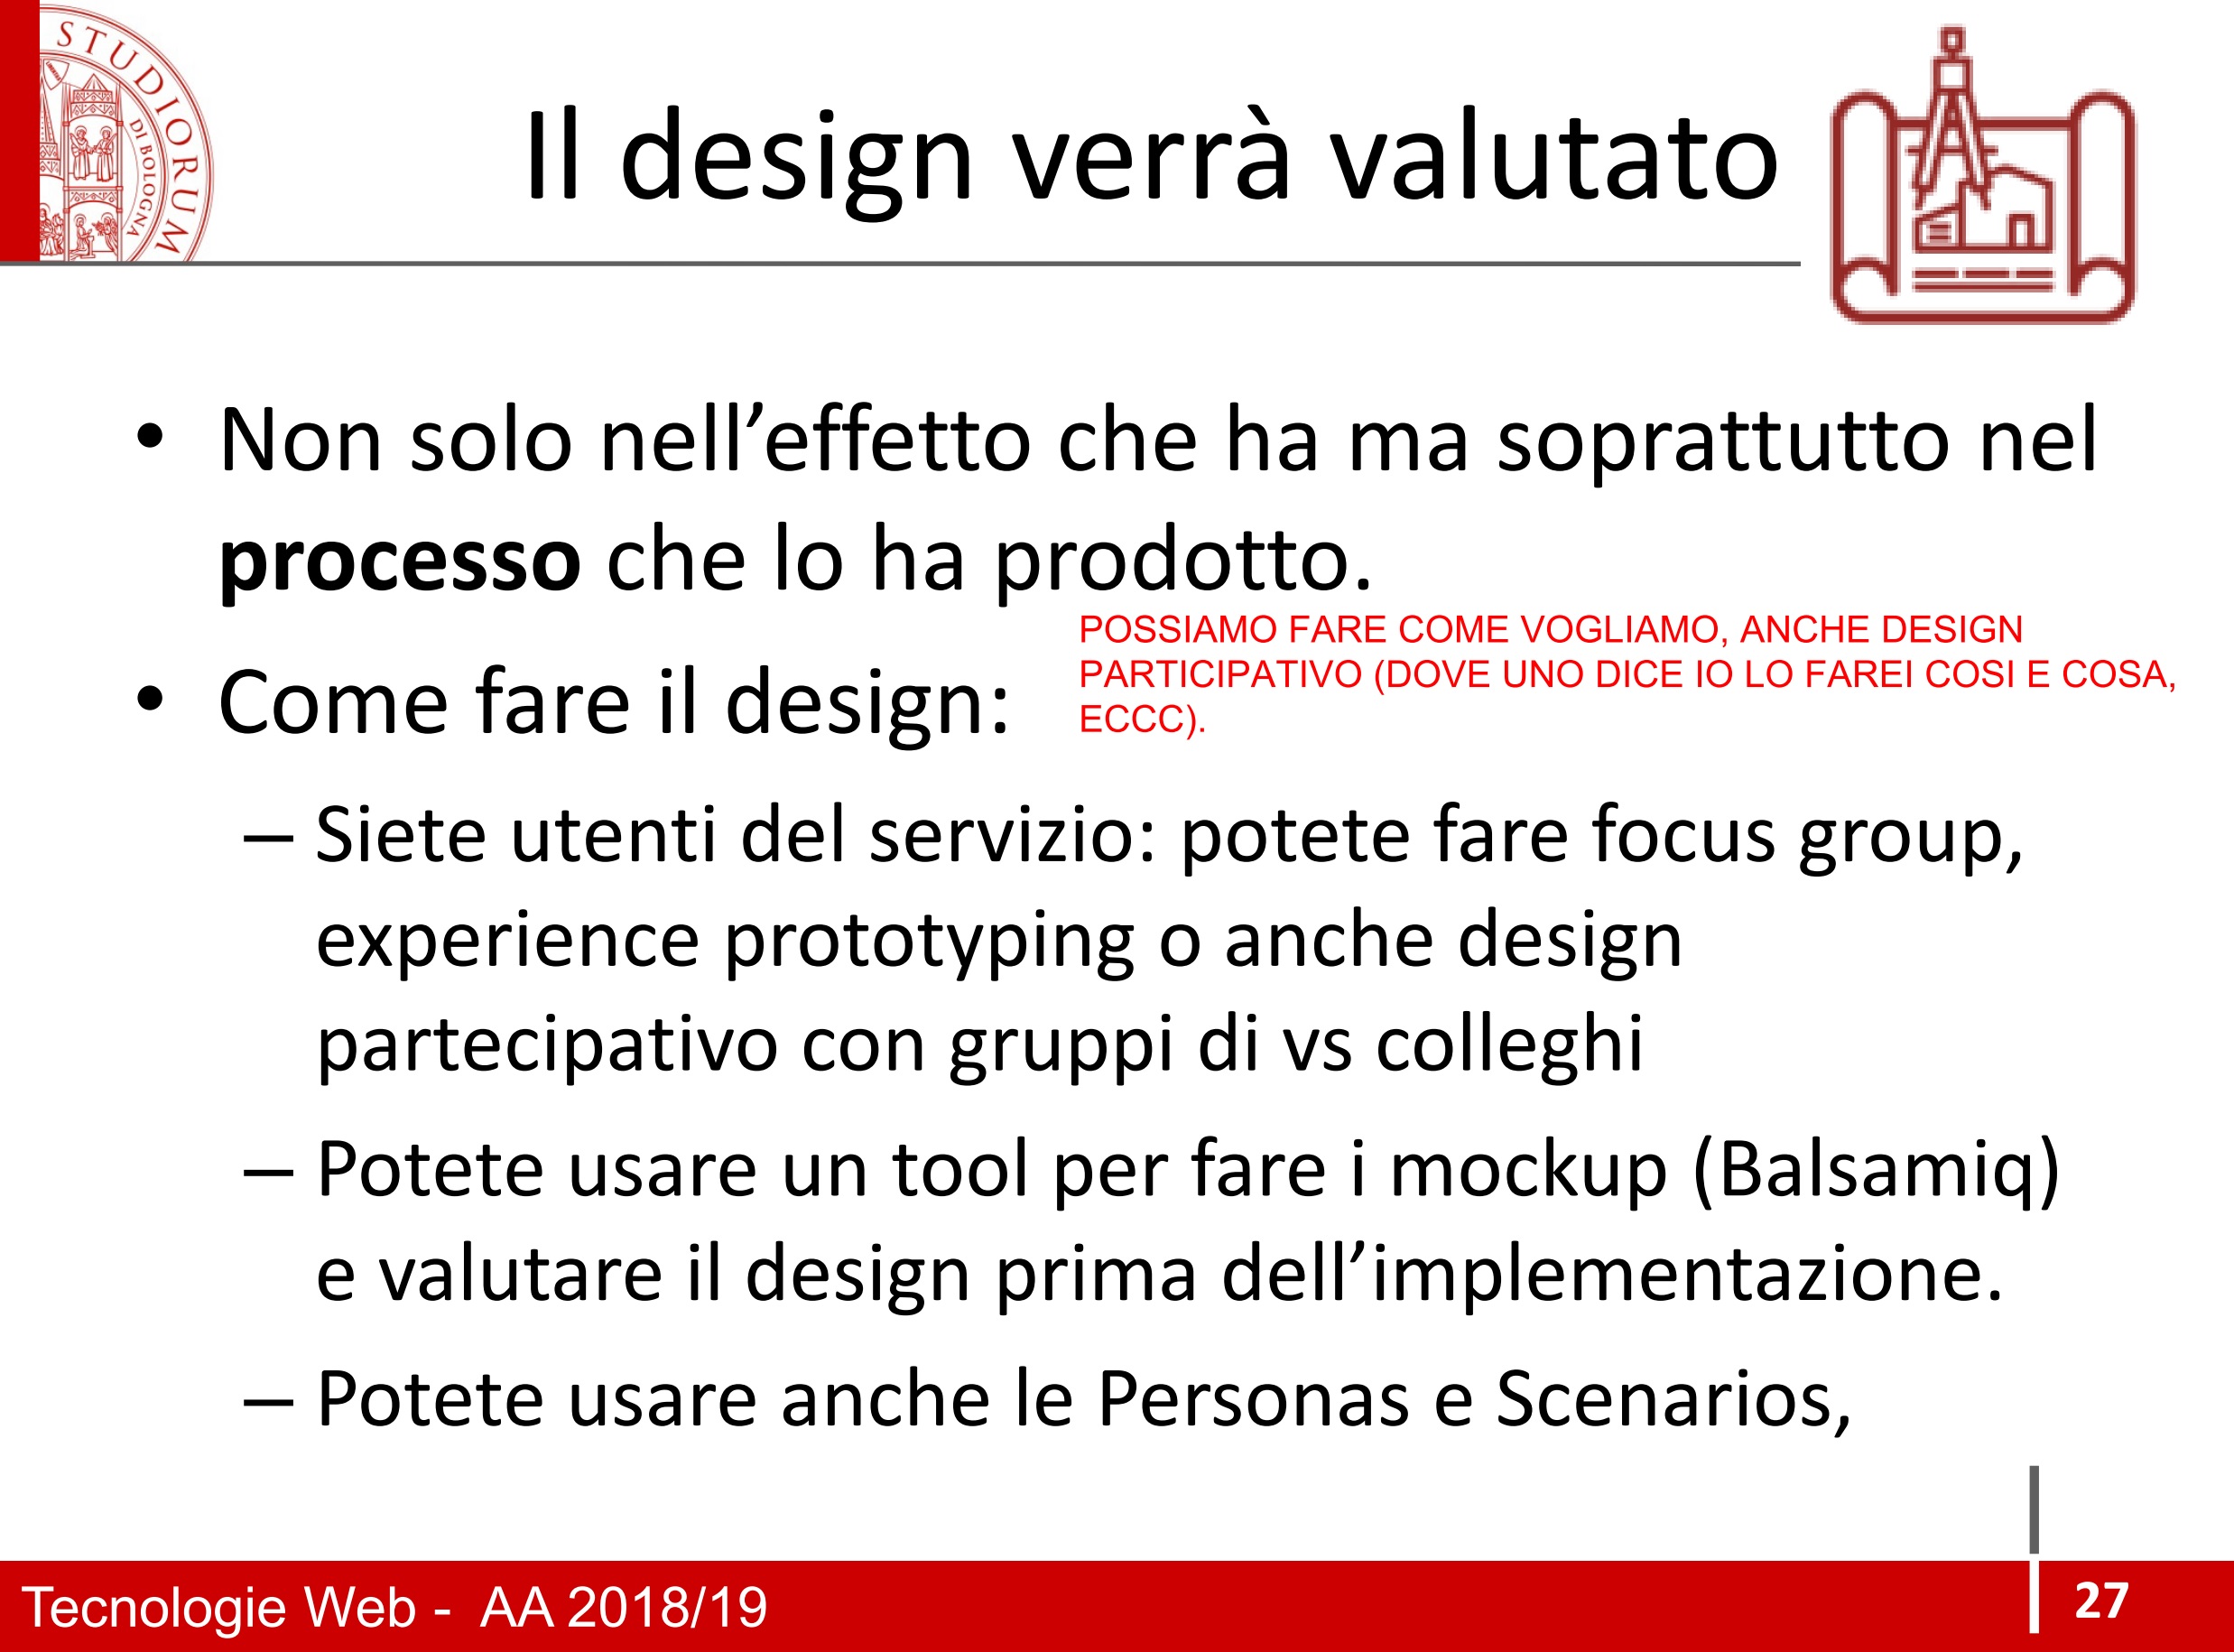 STUDIORUM
DI BOLOGNA
Il design verrà valutato
• Non solo nell’effetto che ha ma soprattutto nel
processo che lo ha prodotto.
POSSIAMO FARE COME VOGLIAMO, ANCHE DESIGN
PARTICIPATIVO (DOVE UNO DICE IO LO FAREI COSI E COSA,
ECCC).
• Come fare il design:
– Siete utenti del servizio: potete fare focus group,
experience prototyping o anche design
partecipativo con gruppi di vs colleghi
– Potete usare un tool per fare i mockup (Balsamiq)
e valutare il design prima dell’implementazione.
– Potete usare anche le Personas e Scenarios,
Tecnologie Web - AA 2018/19
27